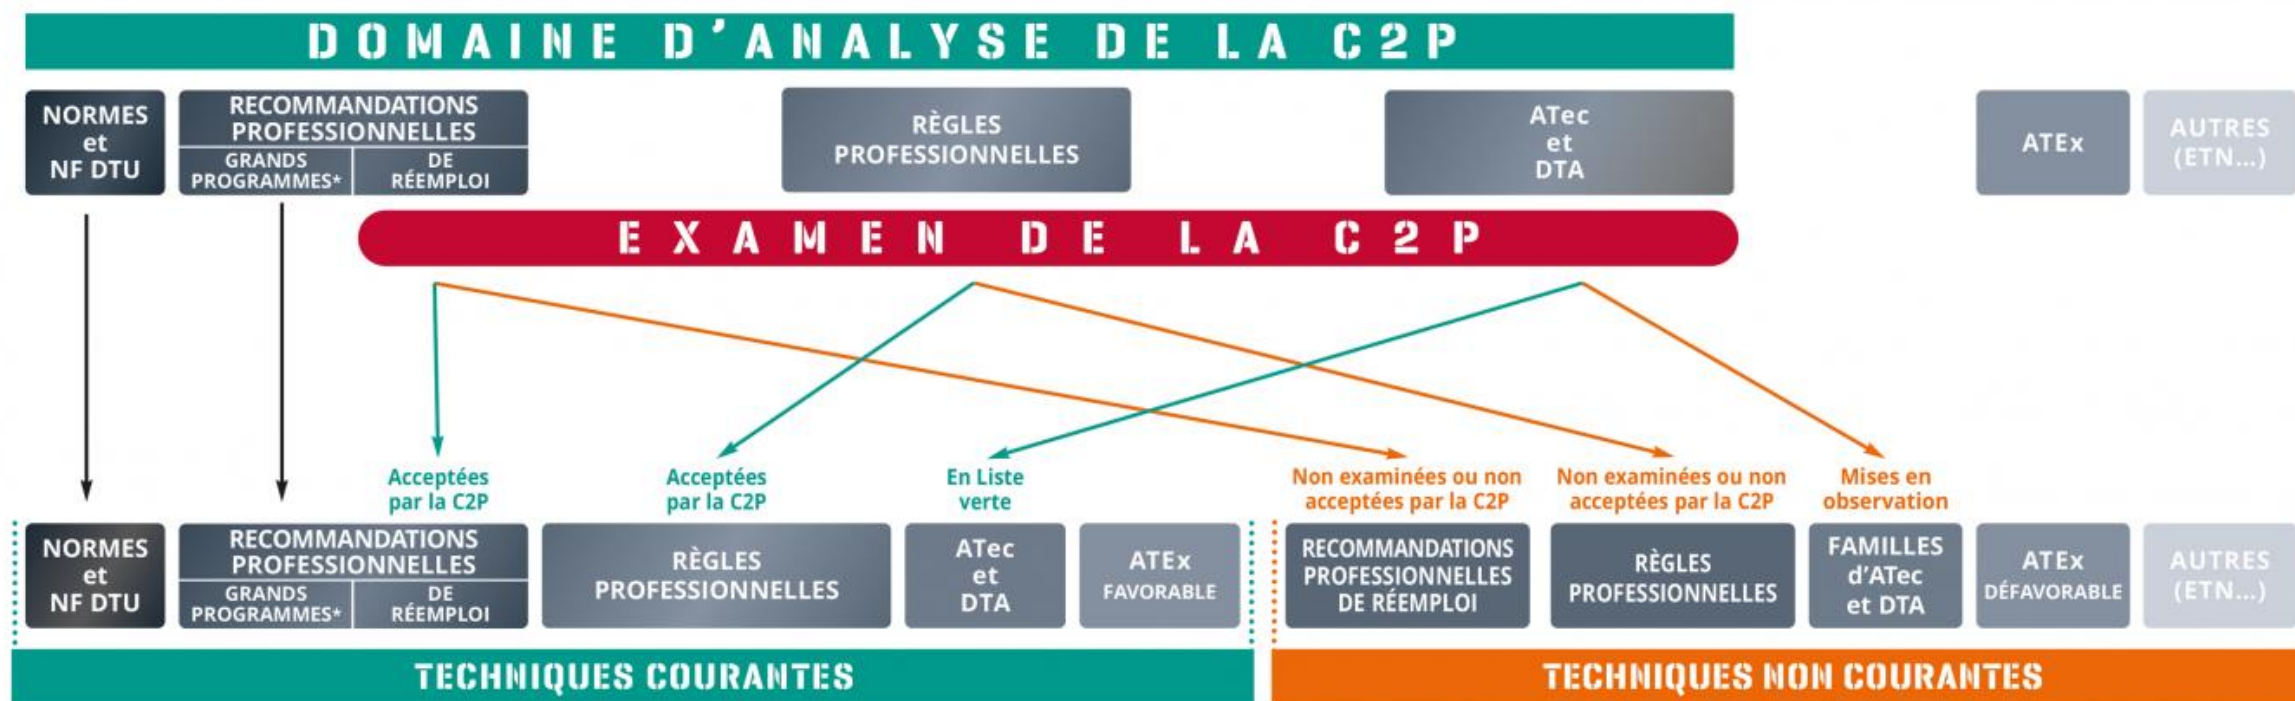 DOMAINE D'ANALYSE DE LA C2P
NORMES
et
NF DTU
RECOMMANDATIONS
PROFESSIONNELLES
GRANDS
PROGRAMMES*
DE
RÉEMPLOI
RÈGLES
PROFESSIONNELLES
ATec
et
DTA
ATEx
AUTRES
(ETN...)
EXAMEN DE LA C2P
Acceptées
par la C2P
Acceptées
par la C2P
En Liste
verte
Non examinées ou non
acceptées par la C2P
Non examinées ou non
acceptées par la C2P
Mises en
observation
NORMES
et
NF DTU
RECOMMANDATIONS
PROFESSIONNELLES
GRANDS
PROGRAMMES*
DE
RÉEMPLOI
RÈGLES
PROFESSIONNELLES
ATec
et
DTA
ATEx
FAVORABLE
RECOMMANDATIONS
PROFESSIONNELLES
DE RÉEMPLOI
RÈGLES
PROFESSIONNELLES
FAMILLES
d'ATec
et DTA
ATEx
DÉFAVORABLE
AUTRES
(ETN...)
TECHNIQUES COURANTES
TECHNIQUES NON COURANTES